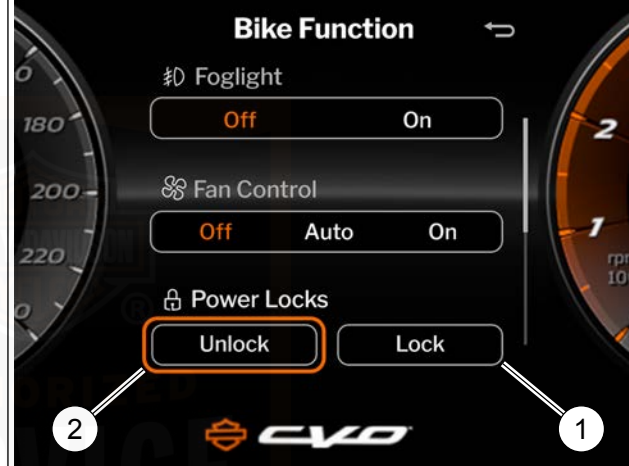 Bike Function
Foglight
Off On
180
2
200
Fan Control
Off Auto On
1
220
rpm
Power Locks
Unlock Lock
2
1
CVO